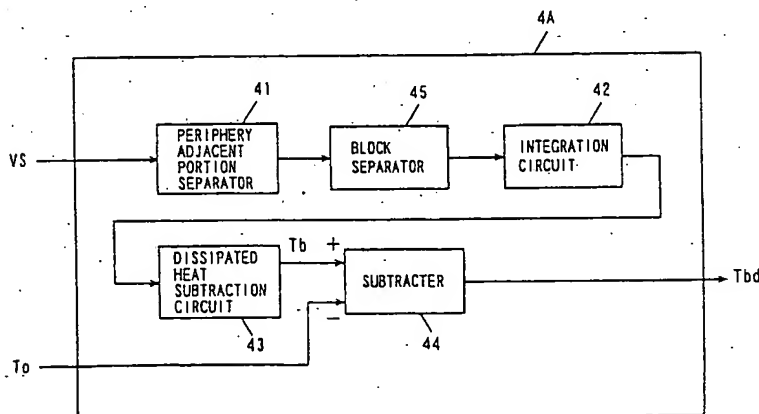 4A
41
45
42
PERIPHERY
ADJACENT
PORTION
SEPARATOR
BLOCK
SEPARATOR
INTEGRATION
CIRCUIT
VS
Tb
+
DISSIPATED
HEAT
SUBTRACTION
CIRCUIT
SUBTRACTER
Tbd
−
43
44
To